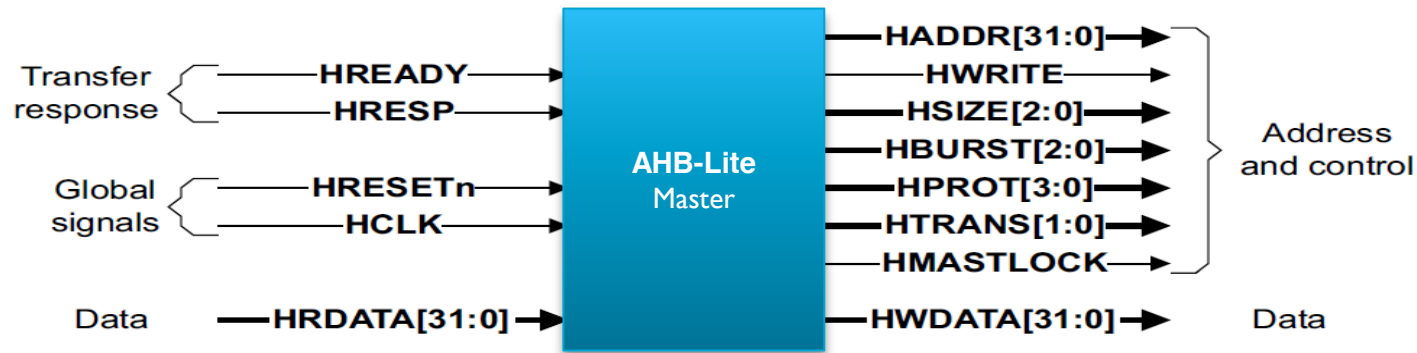 Transfer
response
HREADY
HRESP
Global
signals
HRESETn
HCLK
Data
HRDATA[31:0]
AHB-Lite
Master
HADDR[31:0]
HWRITE
HSIZE[2:0]
HBURST[2:0]
HPROT[3:0]
HTRANS[1:0]
HMASTLOCK
Address
and control
HWDATA[31:0]
Data